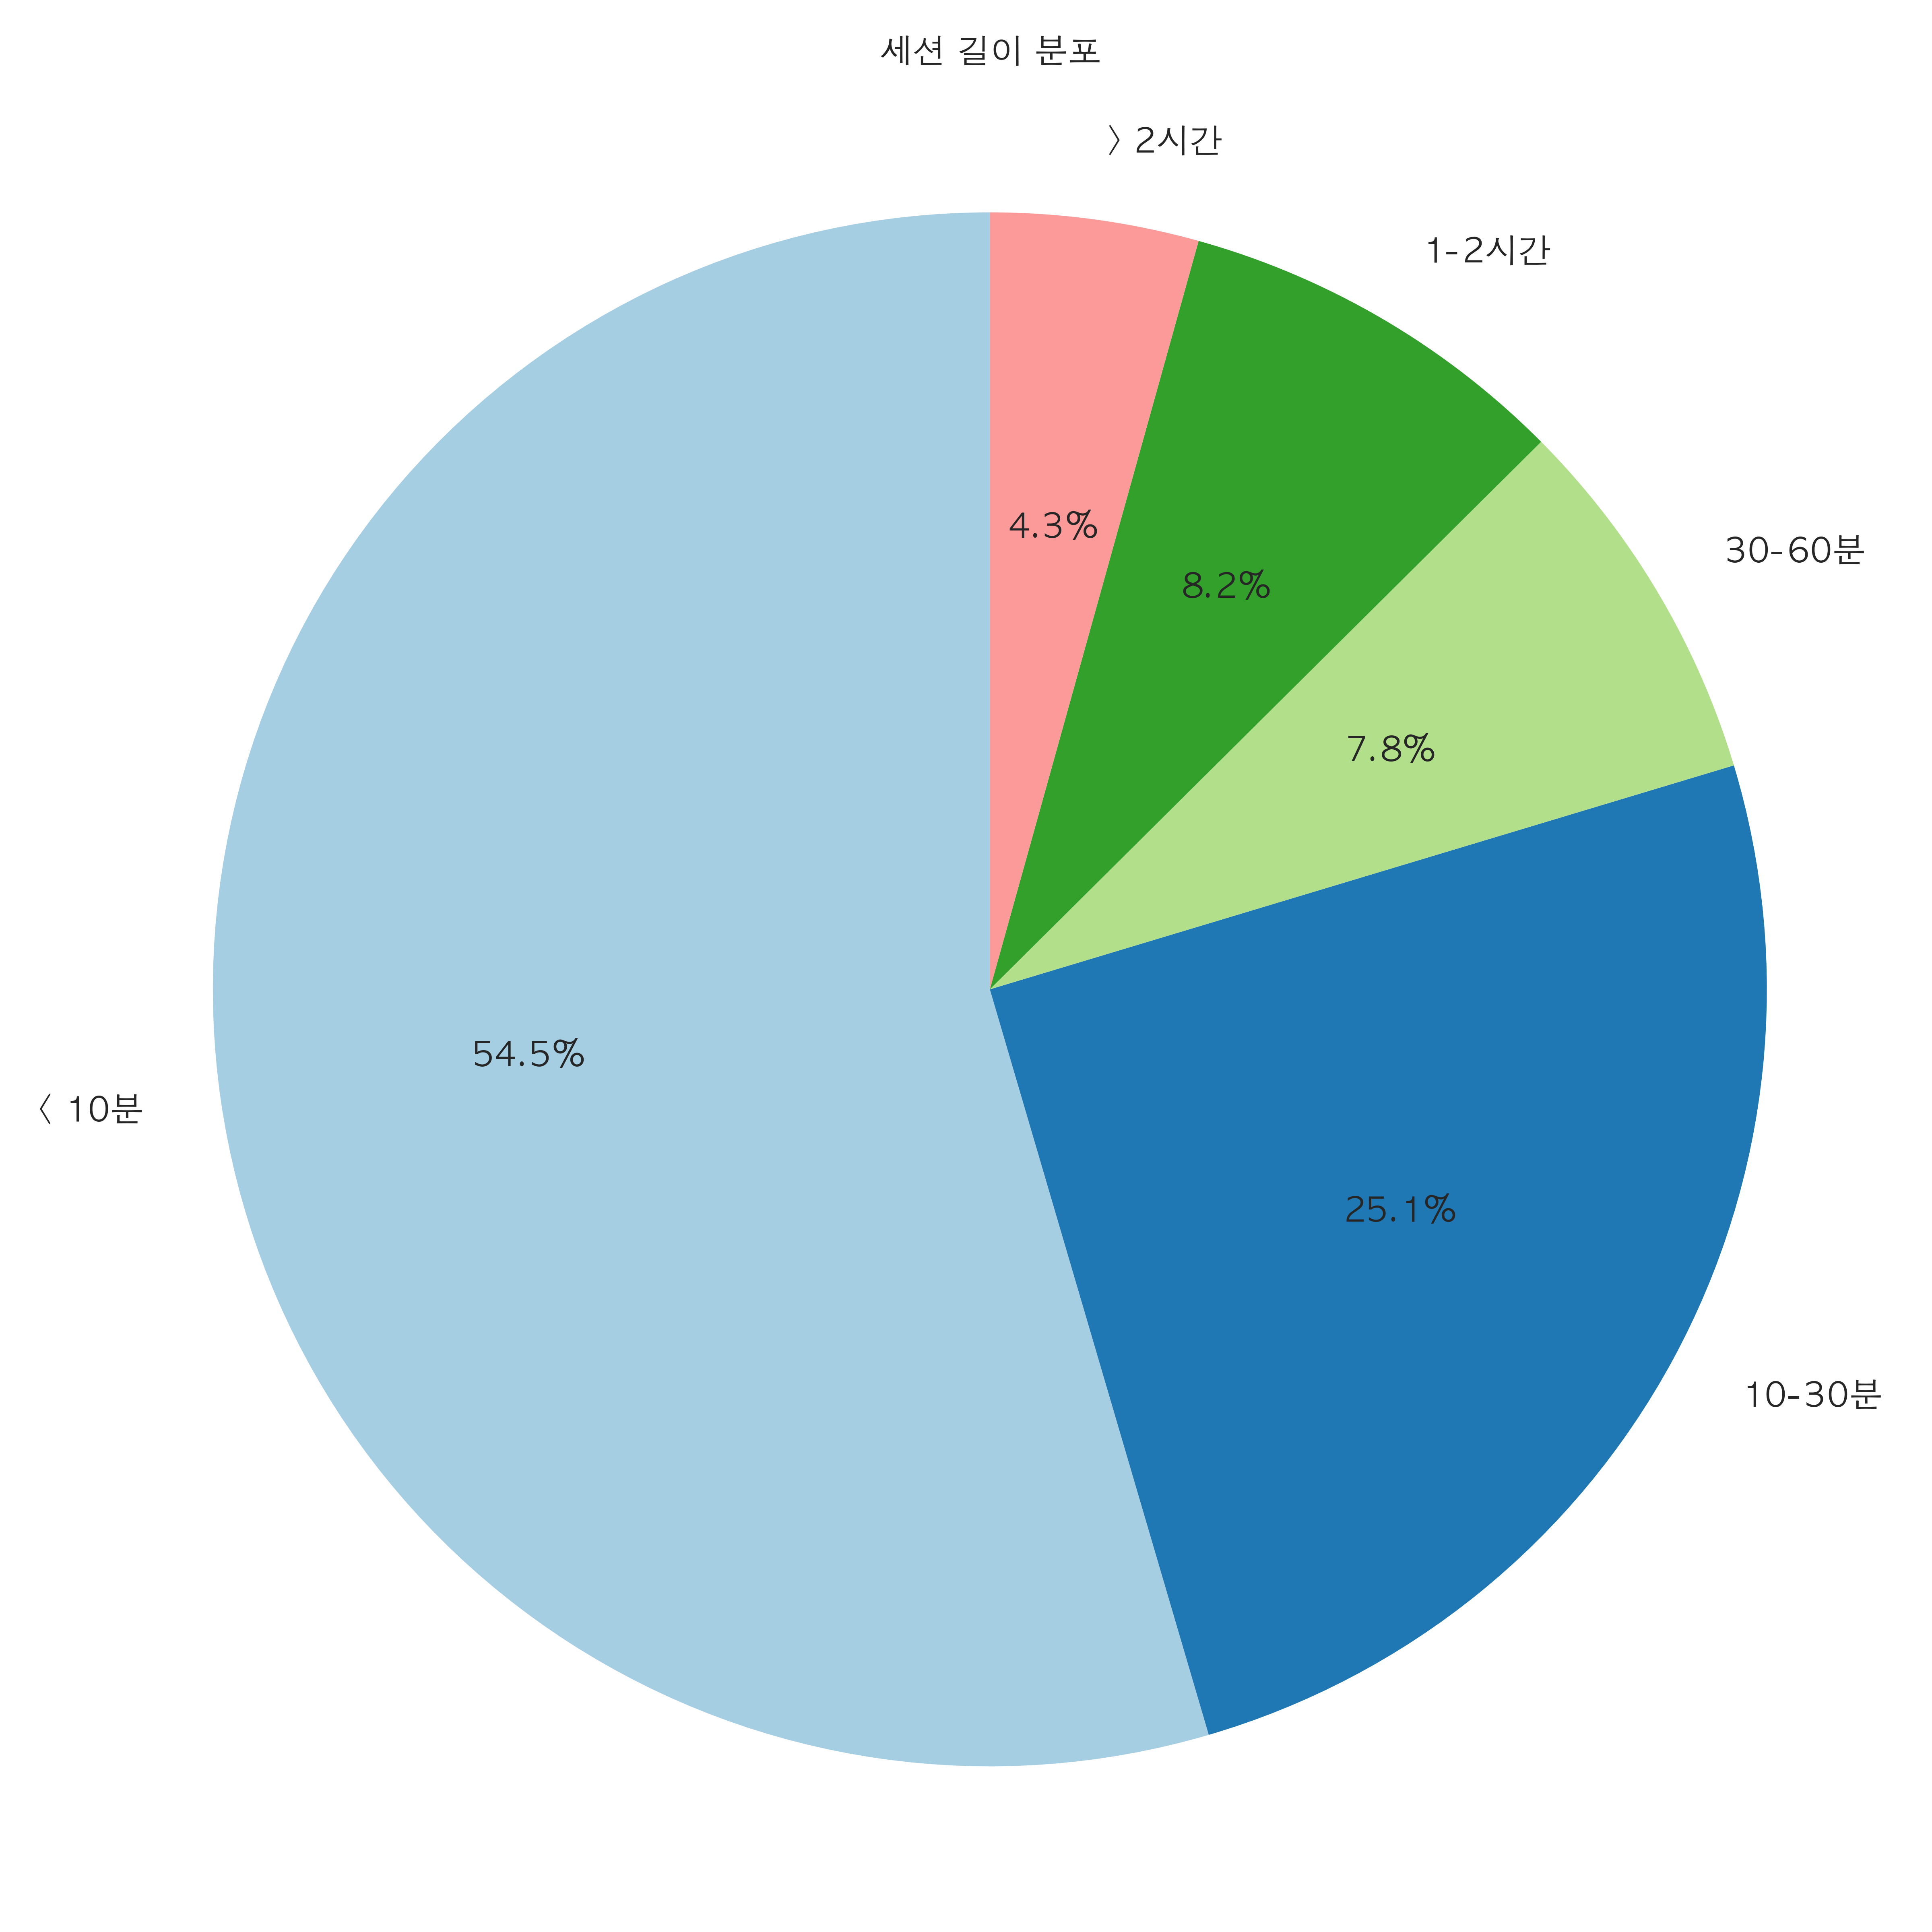 세션 길이 분포
> 2시간
1-2시간
4.3%
30-60분
8.2%
7.8%
54.5%
< 10분
25.1%
10-30분